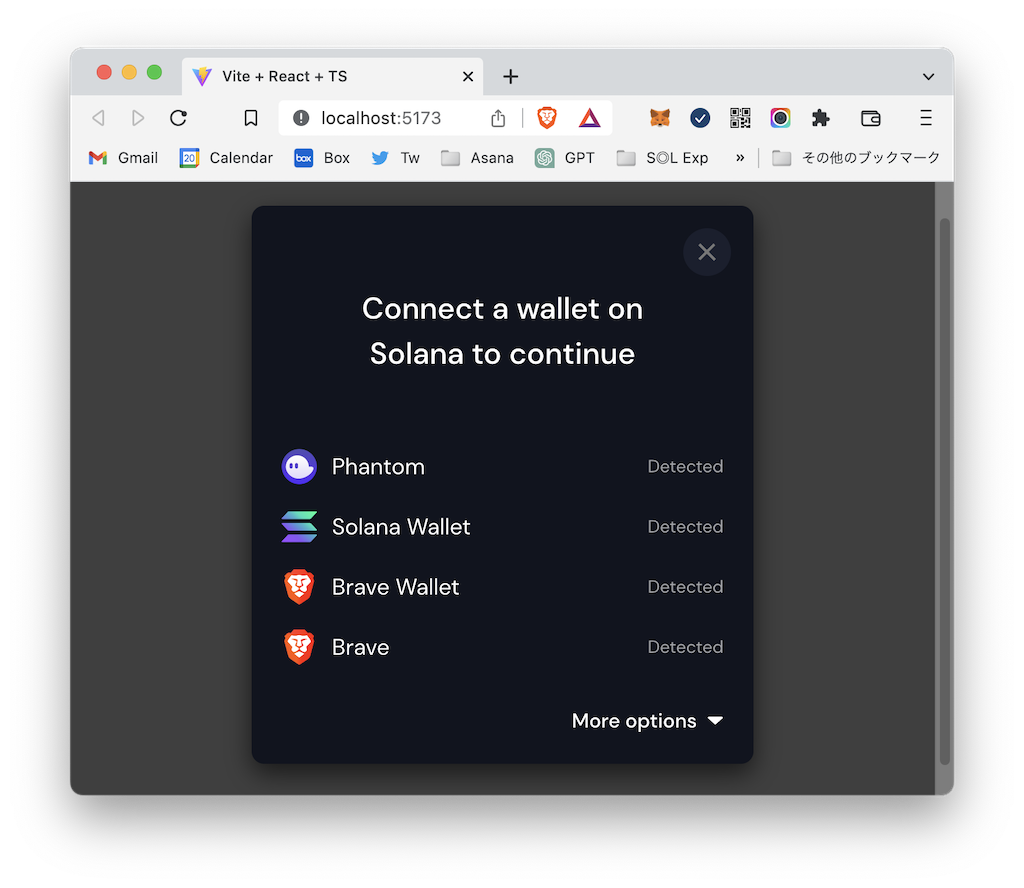 Vite + React + TS
localhost:5173
Gmail 20 Calendar box Box Tw Asana GPT S◎L Exp » その他のブックマーク
Connect a wallet on
Solana to continue
Phantom Detected
Solana Wallet Detected
Brave Wallet Detected
Brave Detected
More options